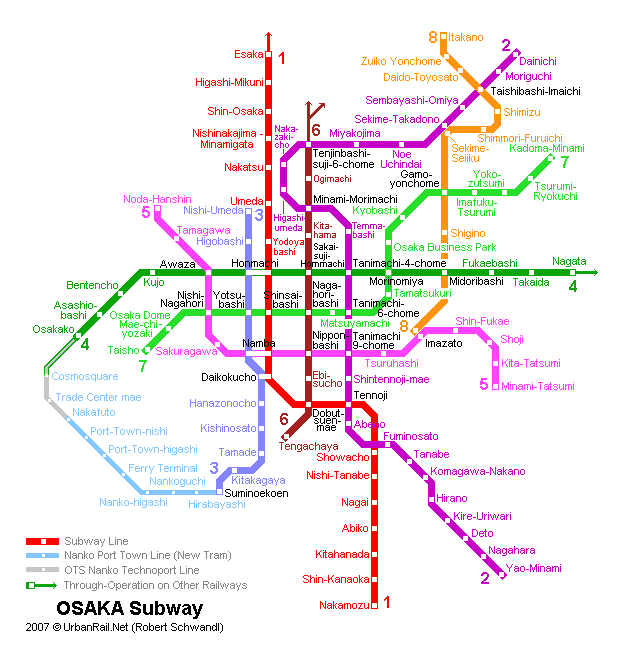 8
Itakano
2
Zuiko Yonchome
Dainichi
Esaka
1
Daido-Toyosato
Moriguchi
Higashi-Mikuni
Taishibashi-Imaichi
Sembayashi-Omiya
Shin-Osaka
Shimizu
Sekime-Takadono
Nishinakajima -
Minamigata
Naka-
zaki-
cho
6
Miyakojima
Shimmori-Furuichi
Sekime-
Seiiku
Noe
Uchindai
Kadoma-Minami
7
Tenjinbashi-
suji-6-chome
Nakatsu
Ogimachi
Gamo-
yonchome
Yoko-
zutsumi
Tsurumi-
Ryokuchi
Noda-Hanshin
5
Umeda
Minami-Morimachi
Imafuku-
Tsurumi
Nishi-Umeda
3
Kyobashi
Higashi-
umeda
Tamagawa
Kita-
hama
Temma-
bashi
Shigino
Higobashi
Yodoya
bashi
Sakai-
suji-
Hommachi
Osaka Business Park
Awaza
Honmachi
Tanimachi-4-chome
Fukaebashi
Nagata
4
Bentencho
Kujo
Morinomiya
Midoribashi
Takaida
Nishi-
Nagahori
Yotsu-
bashi
Shinsai-
bashi
Naga-
hori-
bashi
Tamatsukuri
Asashio-
bashi
Osaka Dome
Mae-chi-
yozaki
Tanimachi-
6-chome
Matsuyamachi
Osakako
4
Taisho
7
Sakuragawa
Namba
Nippon-
bashi
Tanimachi
9-chome
8
Imazato
Shin-Fukae
Shoji
Tsuruhashi
Kita-Tatsumi
Cosmosquare
Daikokucho
Ebi-
sucho
Shintennoji-mae
5
Minami-Tatsumi
Trade Center mae
Hanazonocho
Tennoji
Nakafuto
6
Dobut-
suen-
mae
Abeno
Port-Town-nishi
Kishinosato
Tengachaya
Fuminosato
Port-Town-higashi
Tamade
Showacho
Tanabe
Ferry Terminal
3
Kitakagaya
Nishi-Tanabe
Komagawa-Nakano
Nankoguchi
Suminoekoen
Nanko-higashi
Hirabayashi
Nagai
Hirano
Kire-Uriwari
Abiko
Deto
Subway Line
Nanko Port Town Line (New Tram)
Kitahanada
Nagahara
OTS Nanko Technoport Line
Through-Operation on Other Railways
Shin-Kanaoka
2
Yao-Minami
OSAKA Subway
Nakamozu
1
2007 © UrbanRail.Net (Robert Schwandl)